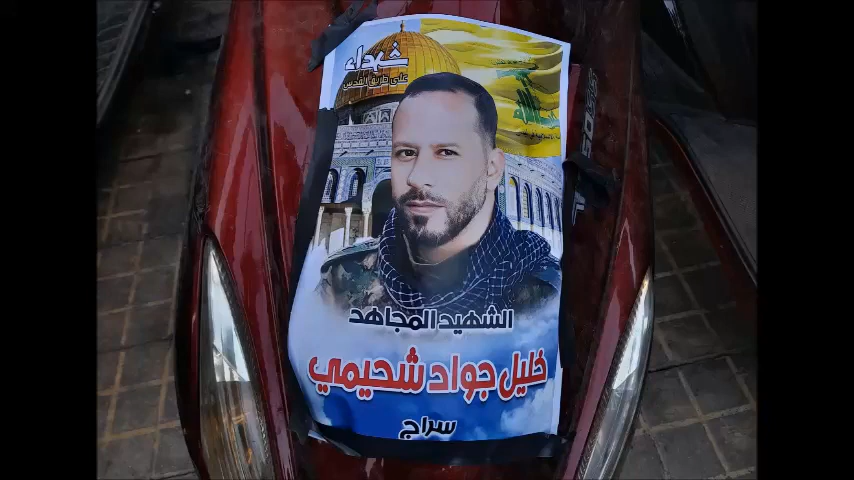 شهداء
على طريق القدس
الشهيد المجاهد
خليل جواد شحيمي
سراج